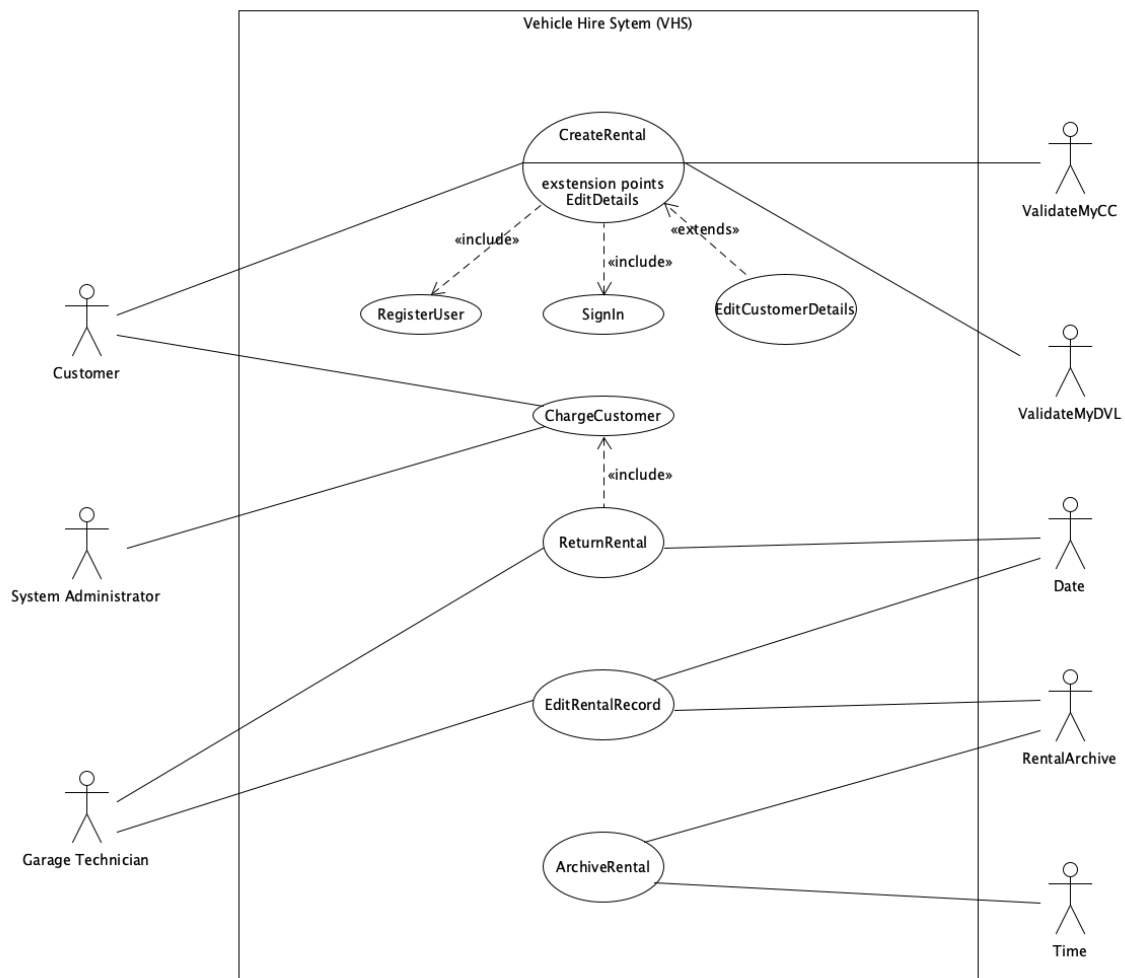 Vehicle Hire Sytem (VHS)
CreateRental
exstension points
EditDetails
ValidateMyCC
«include»
«include»
«extends»
RegisterUser
SignIn
EditCustomerDetails
Customer
ValidateMyDVL
ChargeCustomer
«include»
System Administrator
ReturnRental
Date
EditRentalRecord
RentalArchive
Garage Technician
ArchiveRental
Time